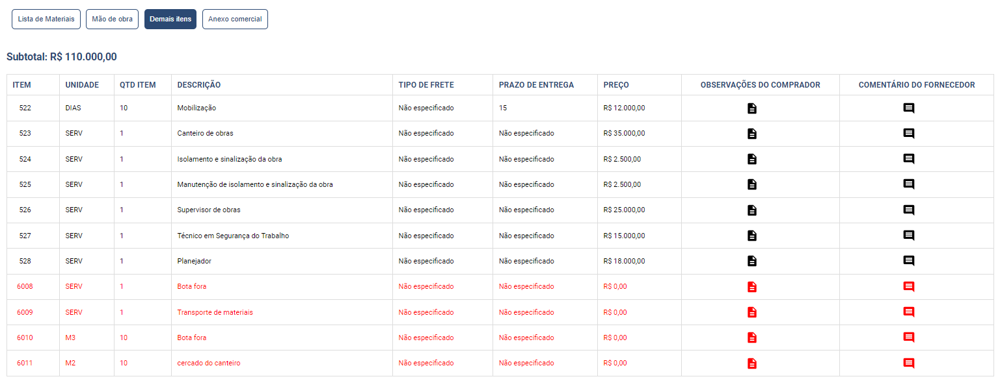 Lista de Materiais Mão de obra Demais itens Anexo comercial
Subtotal: R$ 110.000,00
ITEM UNIDADE QTD ITEM DESCRIÇÃO TIPO DE FRETE PRAZO DE ENTREGA PREÇO OBSERVAÇÕES DO COMPRADOR COMENTÁRIO DO FORNECEDOR
522 DIAS 10 Mobilização Não especificado 15 R$ 12.000,00
523 SERV 1 Canteiro de obras Não especificado Não especificado R$ 35.000,00
524 SERV 1 Isolamento e sinalização da obra Não especificado Não especificado R$ 2.500,00
525 SERV 1 Manutenção de isolamento e sinalização da obra Não especificado Não especificado R$ 2.500,00
526 SERV 1 Supervisor de obras Não especificado Não especificado R$ 25.000,00
527 SERV 1 Técnico em Segurança do Trabalho Não especificado Não especificado R$ 15.000,00
528 SERV 1 Planejador Não especificado Não especificado R$ 18.000,00
6008 SERV 1 Bota fora Não especificado Não especificado R$ 0,00
6009 SERV 1 Transporte de materiais Não especificado Não especificado R$ 0,00
6010 M3 10 Bota fora Não especificado Não especificado R$ 0,00
6011 M2 10 cercado do canteiro Não especificado Não especificado R$ 0,00